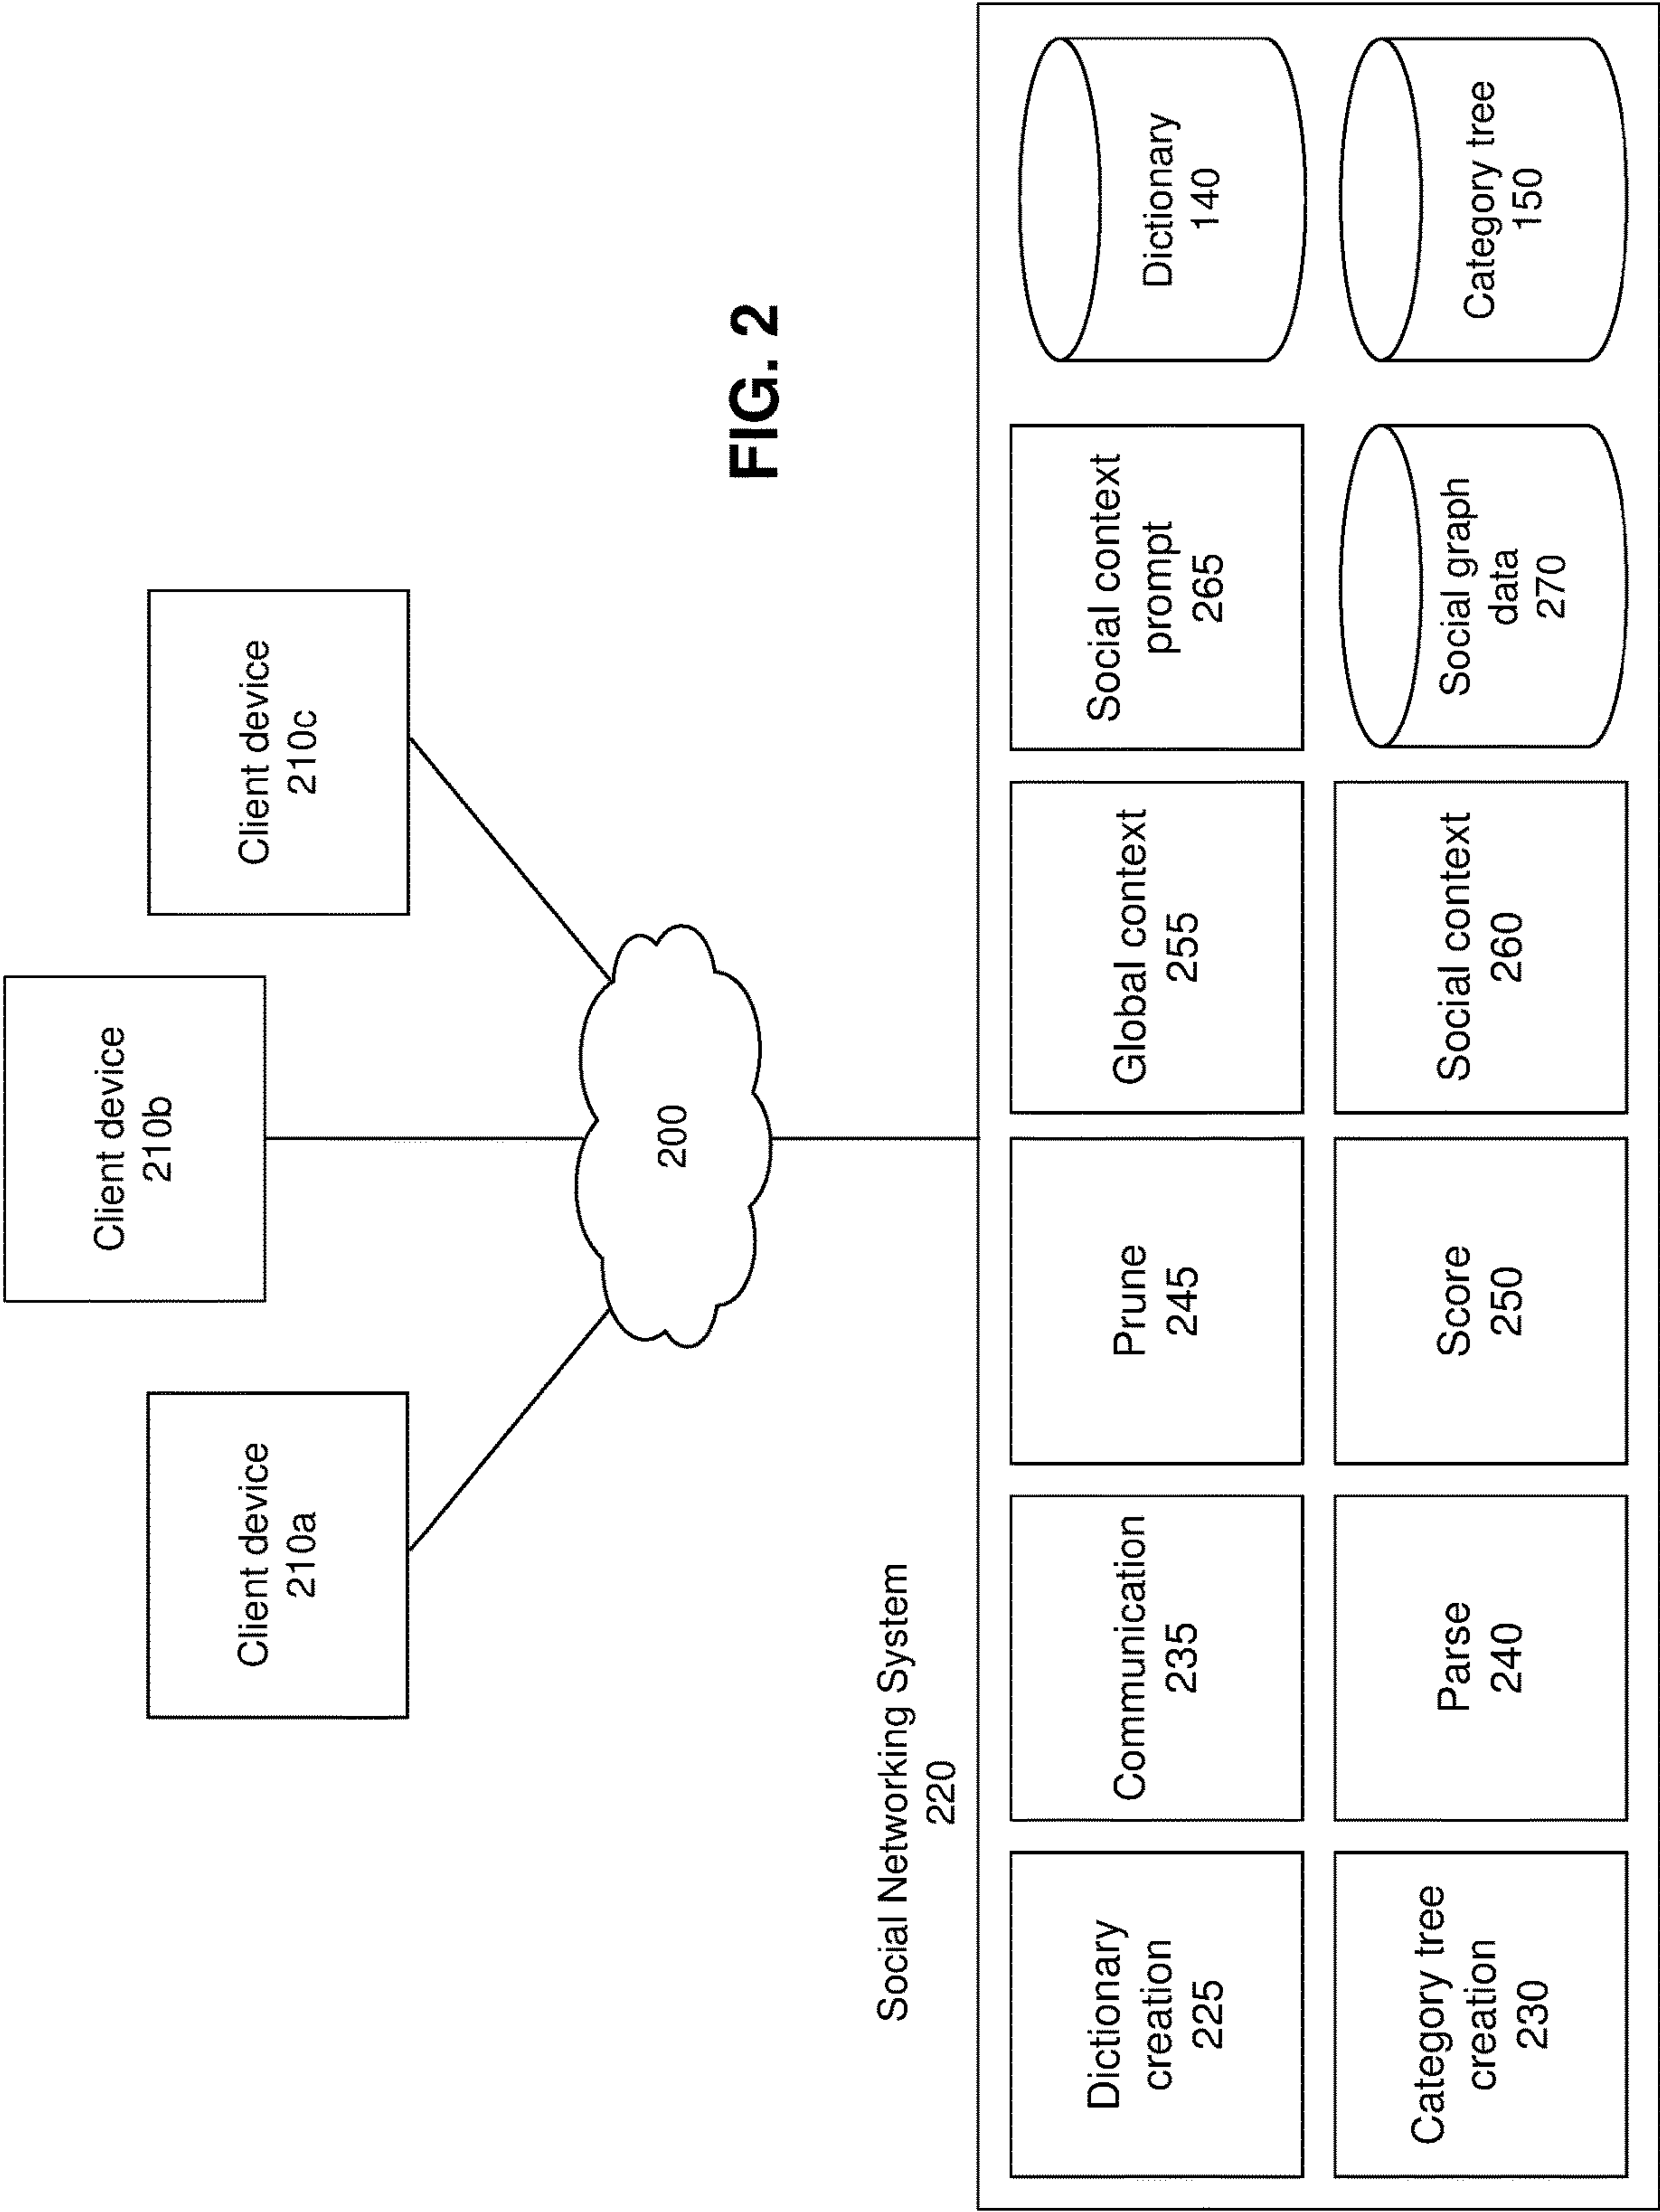 Client device
210b
Client device
210a
Client device
210c
200
FIG. 2
Social Networking System
220
Dictionary
creation
225
Communication
235
Prune
245
Global context
255
Social context
prompt
265
Dictionary
140
Category tree
creation
230
Parse
240
Score
250
Social context
260
Social graph
data
270
Category tree
150